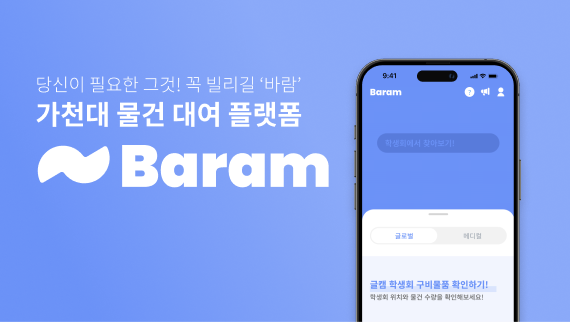 당신이 필요한 그것! 꼭 빌리길 ‘바람’
가천대 물건 대여 플랫폼
Baram
9:41
Baram
?
학생회에서 찾아보기!
글로벌
메디컬
글캠 학생회 구비물품 확인하기!
학생회 위치와 물건 수량을 확인해보세요!